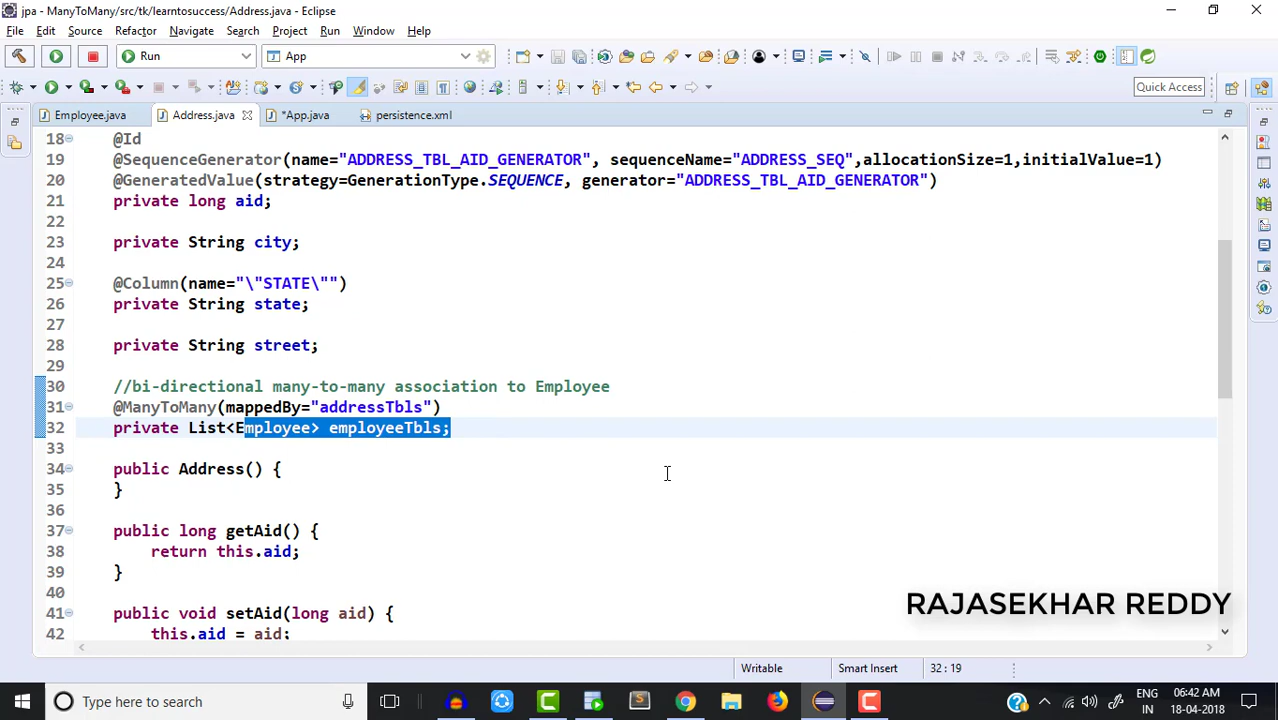 jpa - ManyToMany/src/tk/learntosuccess/Address.java - Eclipse
File Edit Source Refactor Navigate Search Project Run Window Help
Run App
Quick Access
Employee.java Address.java *App.java persistence.xml
18 @Id
19 @SequenceGenerator(name="ADDRESS_TBL_AID_GENERATOR", sequenceName="ADDRESS_SEQ",allocationSize=1,initialValue=1)
20 @GeneratedValue(strategy=GenerationType.SEQUENCE, generator="ADDRESS_TBL_AID_GENERATOR")
21 private long aid;
22
23 private String city;
24
25 @Column(name="\"STATE\"")
26 private String state;
27
28 private String street;
29
30 //bi-directional many-to-many association to Employee
31 @ManyToMany(mappedBy="addressTbls")
32 private List<Employee> employeeTbls;
33
34 public Address() {
35 }
36
37 public long getAid() {
38 return this.aid;
39 }
40
41 public void setAid(long aid) {
42 this.aid = aid;
RAJASEKHAR REDDY
Writable Smart Insert 32 : 19
Type here to search
ENG
IN
06:42 AM
18-04-2018